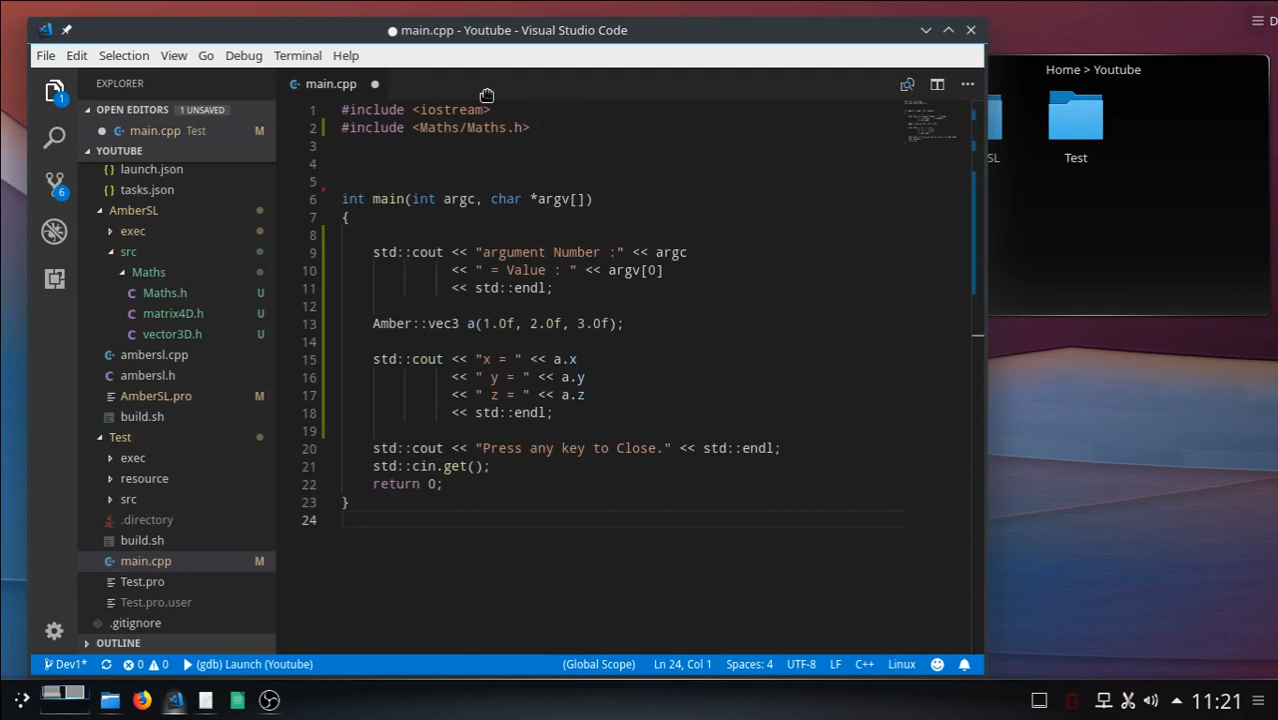 main.cpp - Youtube - Visual Studio Code
File Edit Selection View Go Debug Terminal Help
EXPLORER
OPEN EDITORS 1 UNSAVED
main.cpp Test M
YOUTUBE
launch.json
tasks.json
AmberSL
exec
src
Maths
Maths.h U
matrix4D.h U
vector3D.h U
ambersl.cpp
ambersl.h
AmberSL.pro M
build.sh
Test
exec
resource
src
.directory
build.sh
main.cpp M
Test.pro
Test.pro.user
.gitignore
OUTLINE
1
6
main.cpp
1 #include <iostream>
2 #include <Maths/Maths.h>
3
4
5
6 int main(int argc, char *argv[])
7 {
8
9 std::cout << "argument Number :" << argc
10 << " = Value : " << argv[0]
11 << std::endl;
12
13 Amber::vec3 a(1.0f, 2.0f, 3.0f);
14
15 std::cout << "x = " << a.x
16 << " y = " << a.y
17 << " z = " << a.z
18 << std::endl;
19
20 std::cout << "Press any key to Close." << std::endl;
21 std::cin.get();
22 return 0;
23 }
24
Dev1* 0 0 (gdb) Launch (Youtube) (Global Scope) Ln 24, Col 1 Spaces: 4 UTF-8 LF C++ Linux
D
Home > Youtube
SL
Test
11:21